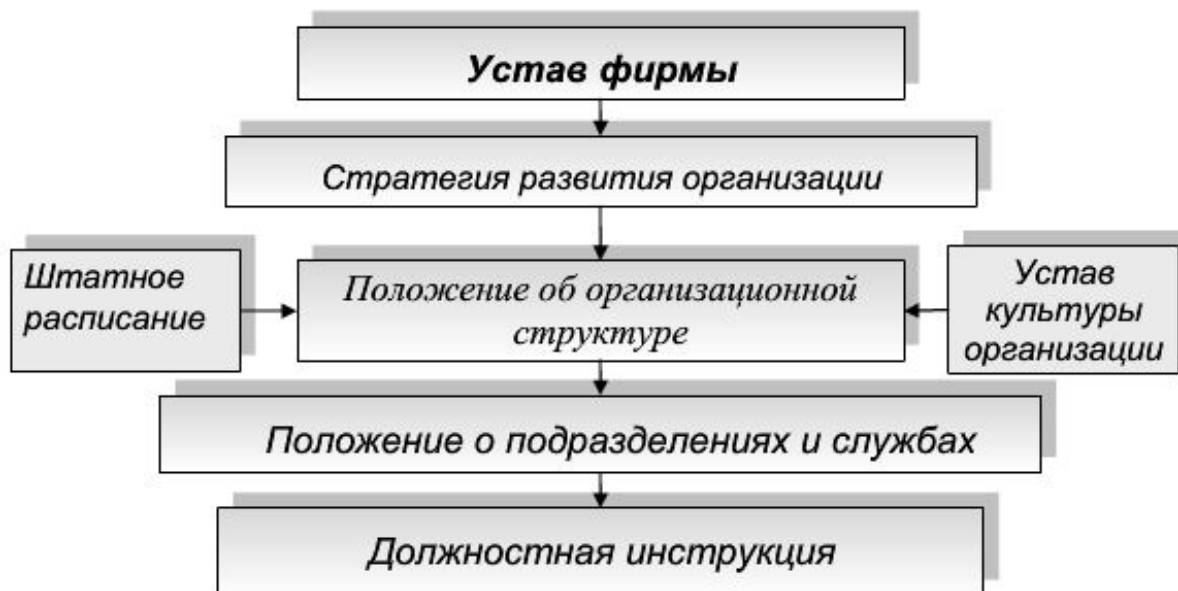 Устав фирмы
Стратегия развития организации
Штатное
расписание
Положение об организационной
структуре
Устав
культуры
организации
Положение о подразделениях и службах
Должностная инструкция